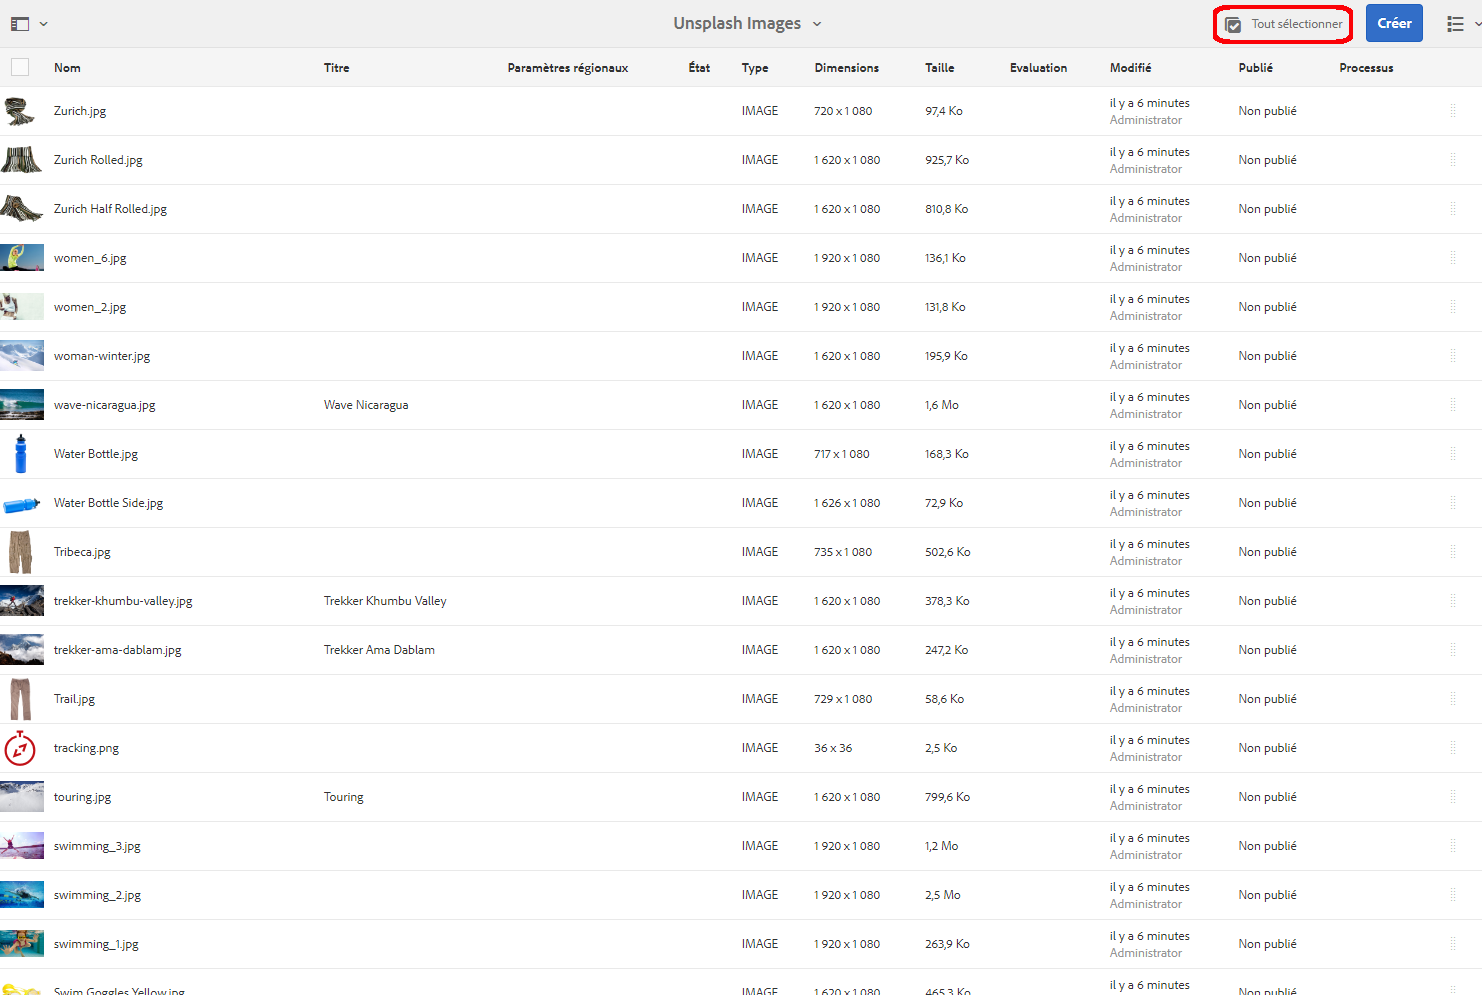 Unsplash Images
Tout sélectionner
Créer
Nom Titre Paramètres régionaux État Type Dimensions Taille Evaluation Modifié Publié Processus
Zurich.jpg IMAGE 720 x 1 080 97,4 Ko il y a 6 minutes Non publié
Administrator
Zurich Rolled.jpg IMAGE 1 620 x 1 080 925,7 Ko il y a 6 minutes Non publié
Administrator
Zurich Half Rolled.jpg IMAGE 1 620 x 1 080 810,8 Ko il y a 6 minutes Non publié
Administrator
women_6.jpg IMAGE 1 920 x 1 080 136,1 Ko il y a 6 minutes Non publié
Administrator
women_2.jpg IMAGE 1 920 x 1 080 131,8 Ko il y a 6 minutes Non publié
Administrator
woman-winter.jpg IMAGE 1 620 x 1 080 195,9 Ko il y a 6 minutes Non publié
Administrator
wave-nicaragua.jpg Wave Nicaragua IMAGE 1 620 x 1 080 1,6 Mo il y a 6 minutes Non publié
Administrator
Water Bottle.jpg IMAGE 717 x 1 080 168,3 Ko il y a 6 minutes Non publié
Administrator
Water Bottle Side.jpg IMAGE 1 626 x 1 080 72,9 Ko il y a 6 minutes Non publié
Administrator
Tribeca.jpg IMAGE 735 x 1 080 502,6 Ko il y a 6 minutes Non publié
Administrator
trekker-khumbu-valley.jpg Trekker Khumbu Valley IMAGE 1 620 x 1 080 378,3 Ko il y a 6 minutes Non publié
Administrator
trekker-ama-dablam.jpg Trekker Ama Dablam IMAGE 1 620 x 1 080 247,2 Ko il y a 6 minutes Non publié
Administrator
Trail.jpg IMAGE 729 x 1 080 58,6 Ko il y a 6 minutes Non publié
Administrator
tracking.png IMAGE 36 x 36 2,5 Ko il y a 6 minutes Non publié
Administrator
touring.jpg Touring IMAGE 1 620 x 1 080 799,6 Ko il y a 6 minutes Non publié
Administrator
swimming_3.jpg IMAGE 1 920 x 1 080 1,2 Mo il y a 6 minutes Non publié
Administrator
swimming_2.jpg IMAGE 1 920 x 1 080 2,5 Mo il y a 6 minutes Non publié
Administrator
swimming_1.jpg IMAGE 1 920 x 1 080 263,9 Ko il y a 6 minutes Non publié
Administrator
Swim Goggles Yellow.jpg IMAGE 1 620 x 1 080 465,3 Ko il y a 6 minutes Non publié